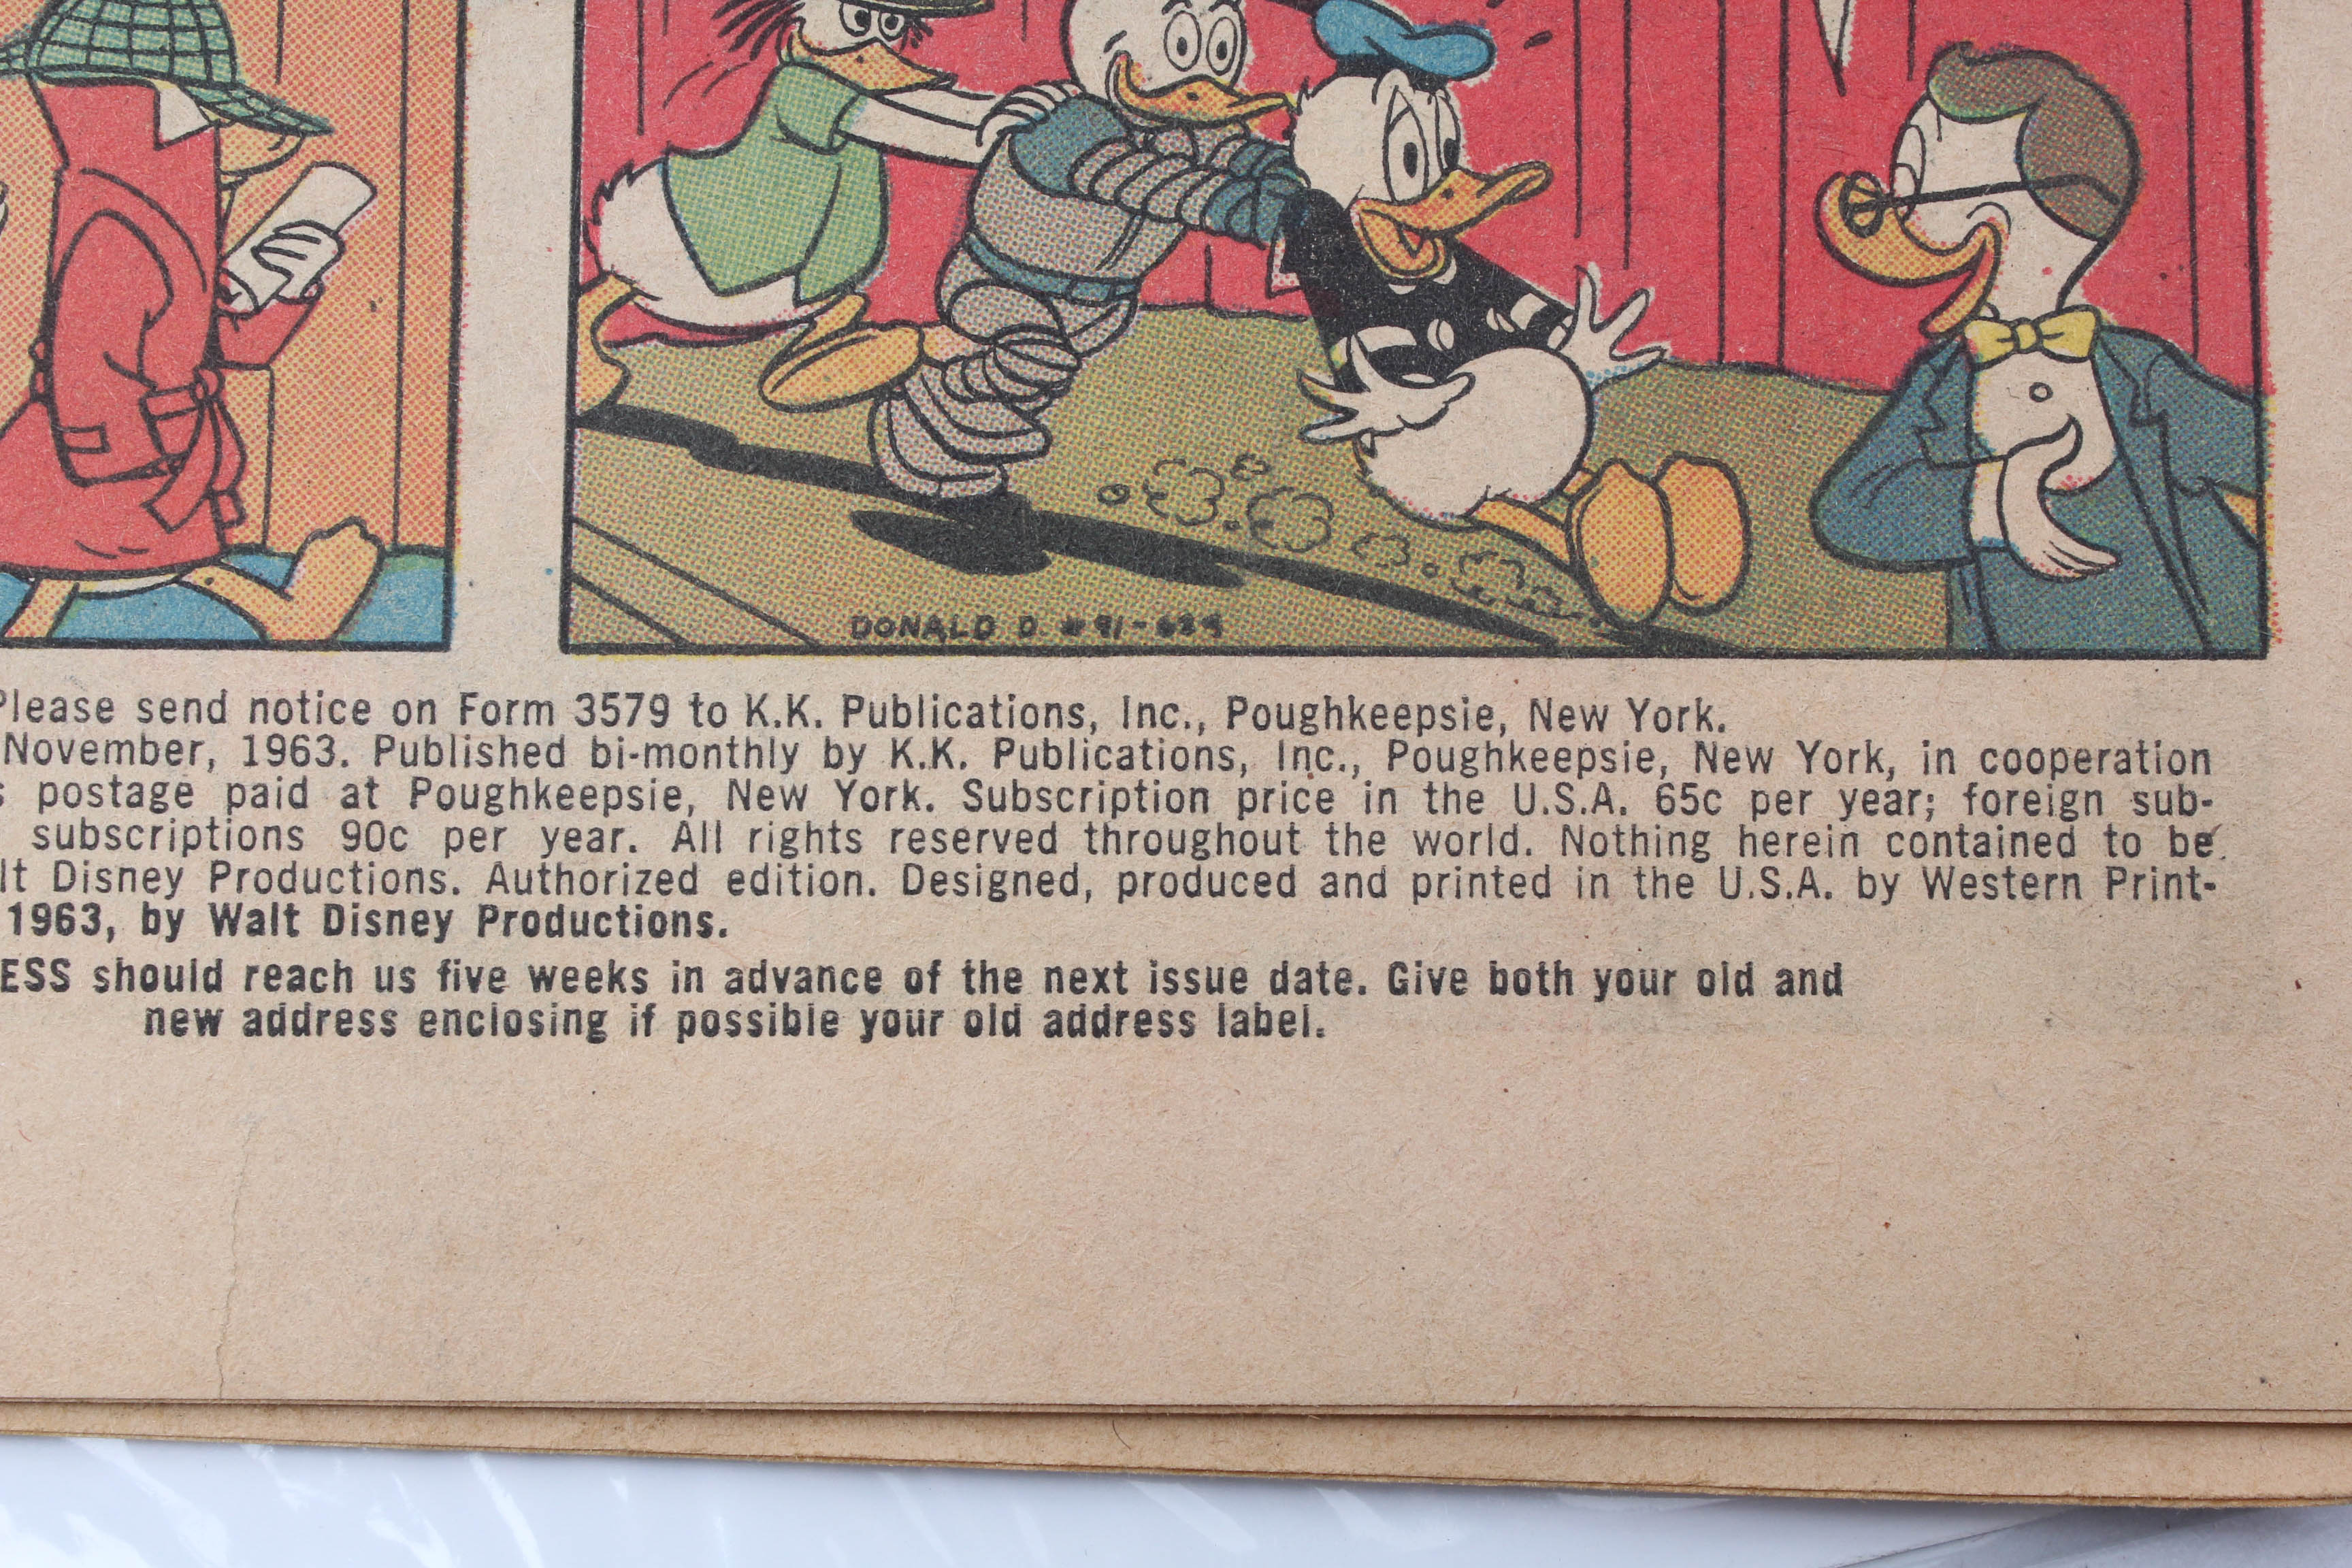 DONALD D. #91-
Please send notice on Form 3579 to K.K. Publications, Inc., Poughkeepsie, New York.
November, 1963. Published bi-monthly by K.K. Publications, Inc., Poughkeepsie, New York, in cooperation
postage paid at Poughkeepsie, New York. Subscription price in the U.S.A. 65c per year; foreign sub-
subscriptions 90c per year. All rights reserved throughout the world. Nothing herein contained to be
Disney Productions. Authorized edition. Designed, produced and printed in the U.S.A. by Western Print-
1963, by Walt Disney Productions.
ESS should reach us five weeks in advance of the next issue date. Give both your old and
new address enclosing if possible your old address label.